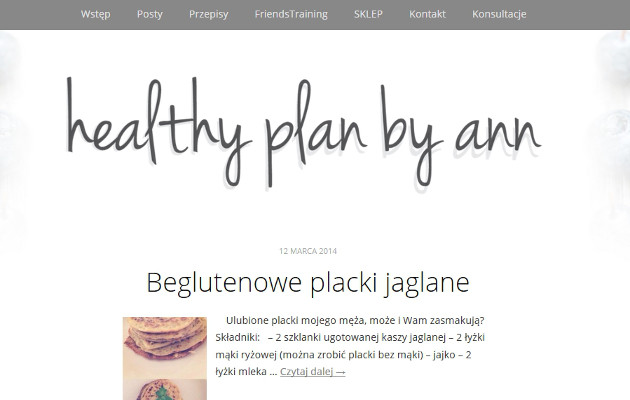 Wstęp Posty Przepisy FriendsTraining SKLEP Kontakt Konsultacje
healthy plan by ann
12 MARCA 2014
Beglutenowe placki jaglane
Ulubione placki mojego męża, może i Wam zasmakują?
Składniki: – 2 szklanki ugotowanej kaszy jaglanej – 2 łyżki
mąki ryżowej (można zrobić placki bez mąki) – jajko – 2
łyżki mleka ... Czytaj dalej →